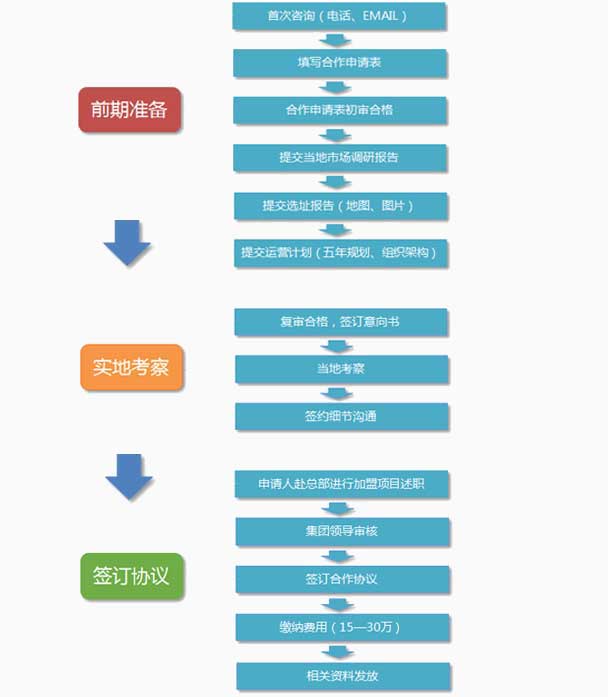 前期准备
首次咨询（电话、EMAIL）
填写合作申请表
合作申请表初审合格
提交当地市场调研报告
提交选址报告（地图、图片）
提交运营计划（五年规划、组织架构）
实地考察
复审合格，签订意向书
当地考察
签约细节沟通
签订协议
申请人赴总部进行加盟项目述职
集团领导审核
签订合作协议
缴纳费用（15—30万）
相关资料发放